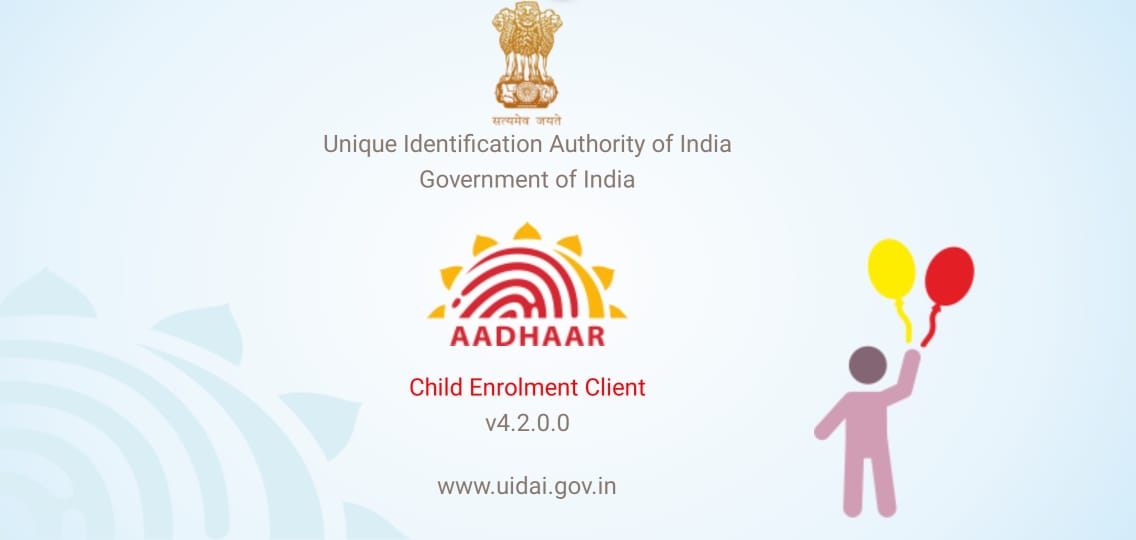 सत्यमेव जयते
Unique Identification Authority of India
Government of India
AADHAAR
Child Enrolment Client
v4.2.0.0
www.uidai.gov.in